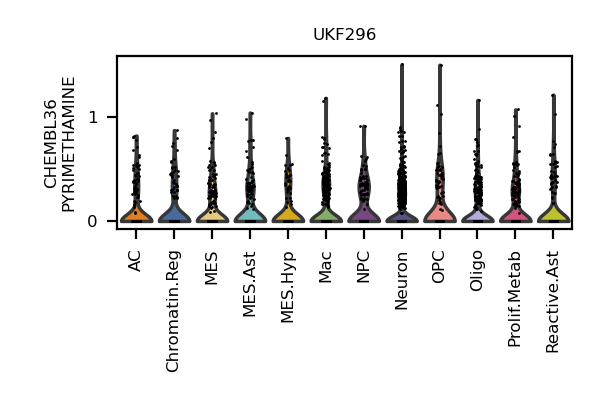 UKF296
CHEMBL36
PYRIMETHAMINE
1
0
AC
Chromatin.Reg
MES
MES.Ast
MES.Hyp
Mac
NPC
Neuron
OPC
Oligo
Prolif.Metab
Reactive.Ast